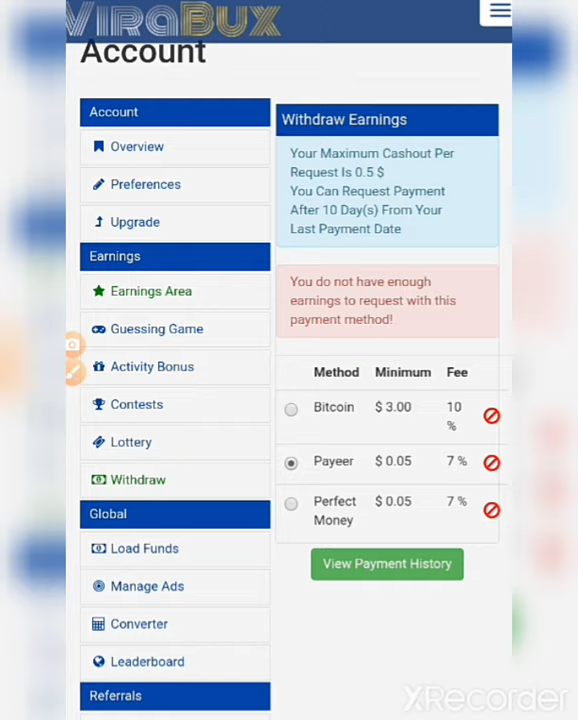 ViraBux
Account
Account
Overview
Preferences
Upgrade
Earnings
Earnings Area
Guessing Game
Activity Bonus
Contests
Lottery
Withdraw
Global
Load Funds
Manage Ads
Converter
Leaderboard
Referrals
Withdraw Earnings
Your Maximum Cashout Per
Request Is 0.5 $
You Can Request Payment
After 10 Day(s) From Your
Last Payment Date
You do not have enough
earnings to request with this
payment method!
Method Minimum Fee
Bitcoin $ 3.00 10
%
Payeer $ 0.05 7 %
Perfect $ 0.05 7 %
Money
View Payment History
XRecorder